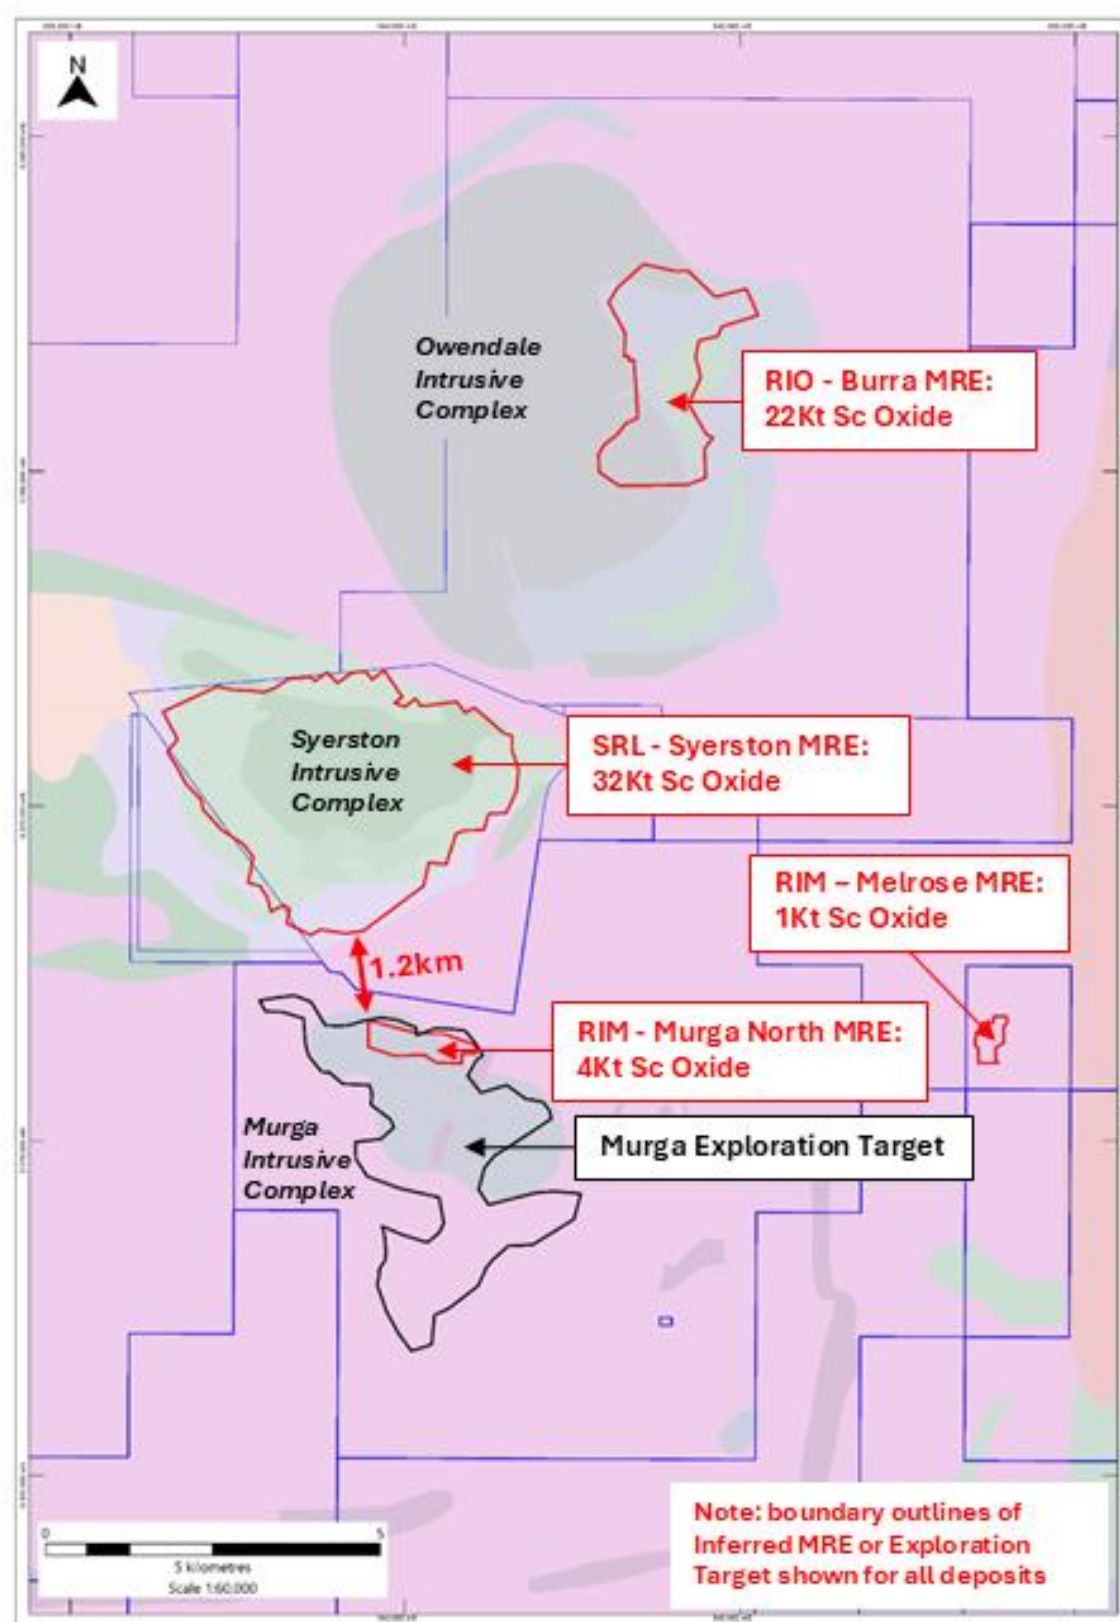 N
Owendale
Intrusive
Complex
RIO - Burra MRE:
22Kt Sc Oxide
Syerston
Intrusive
Complex
SRL - Syerston MRE:
32Kt Sc Oxide
RIM – Melrose MRE:
1Kt Sc Oxide
1.2km
RIM - Murga North MRE:
4Kt Sc Oxide
Murga
Intrusive
Complex
Murga Exploration Target
Note: boundary outlines of
Inferred MRE or Exploration
Target shown for all deposits
0 5
5 kilometres
Scale 1:60,000